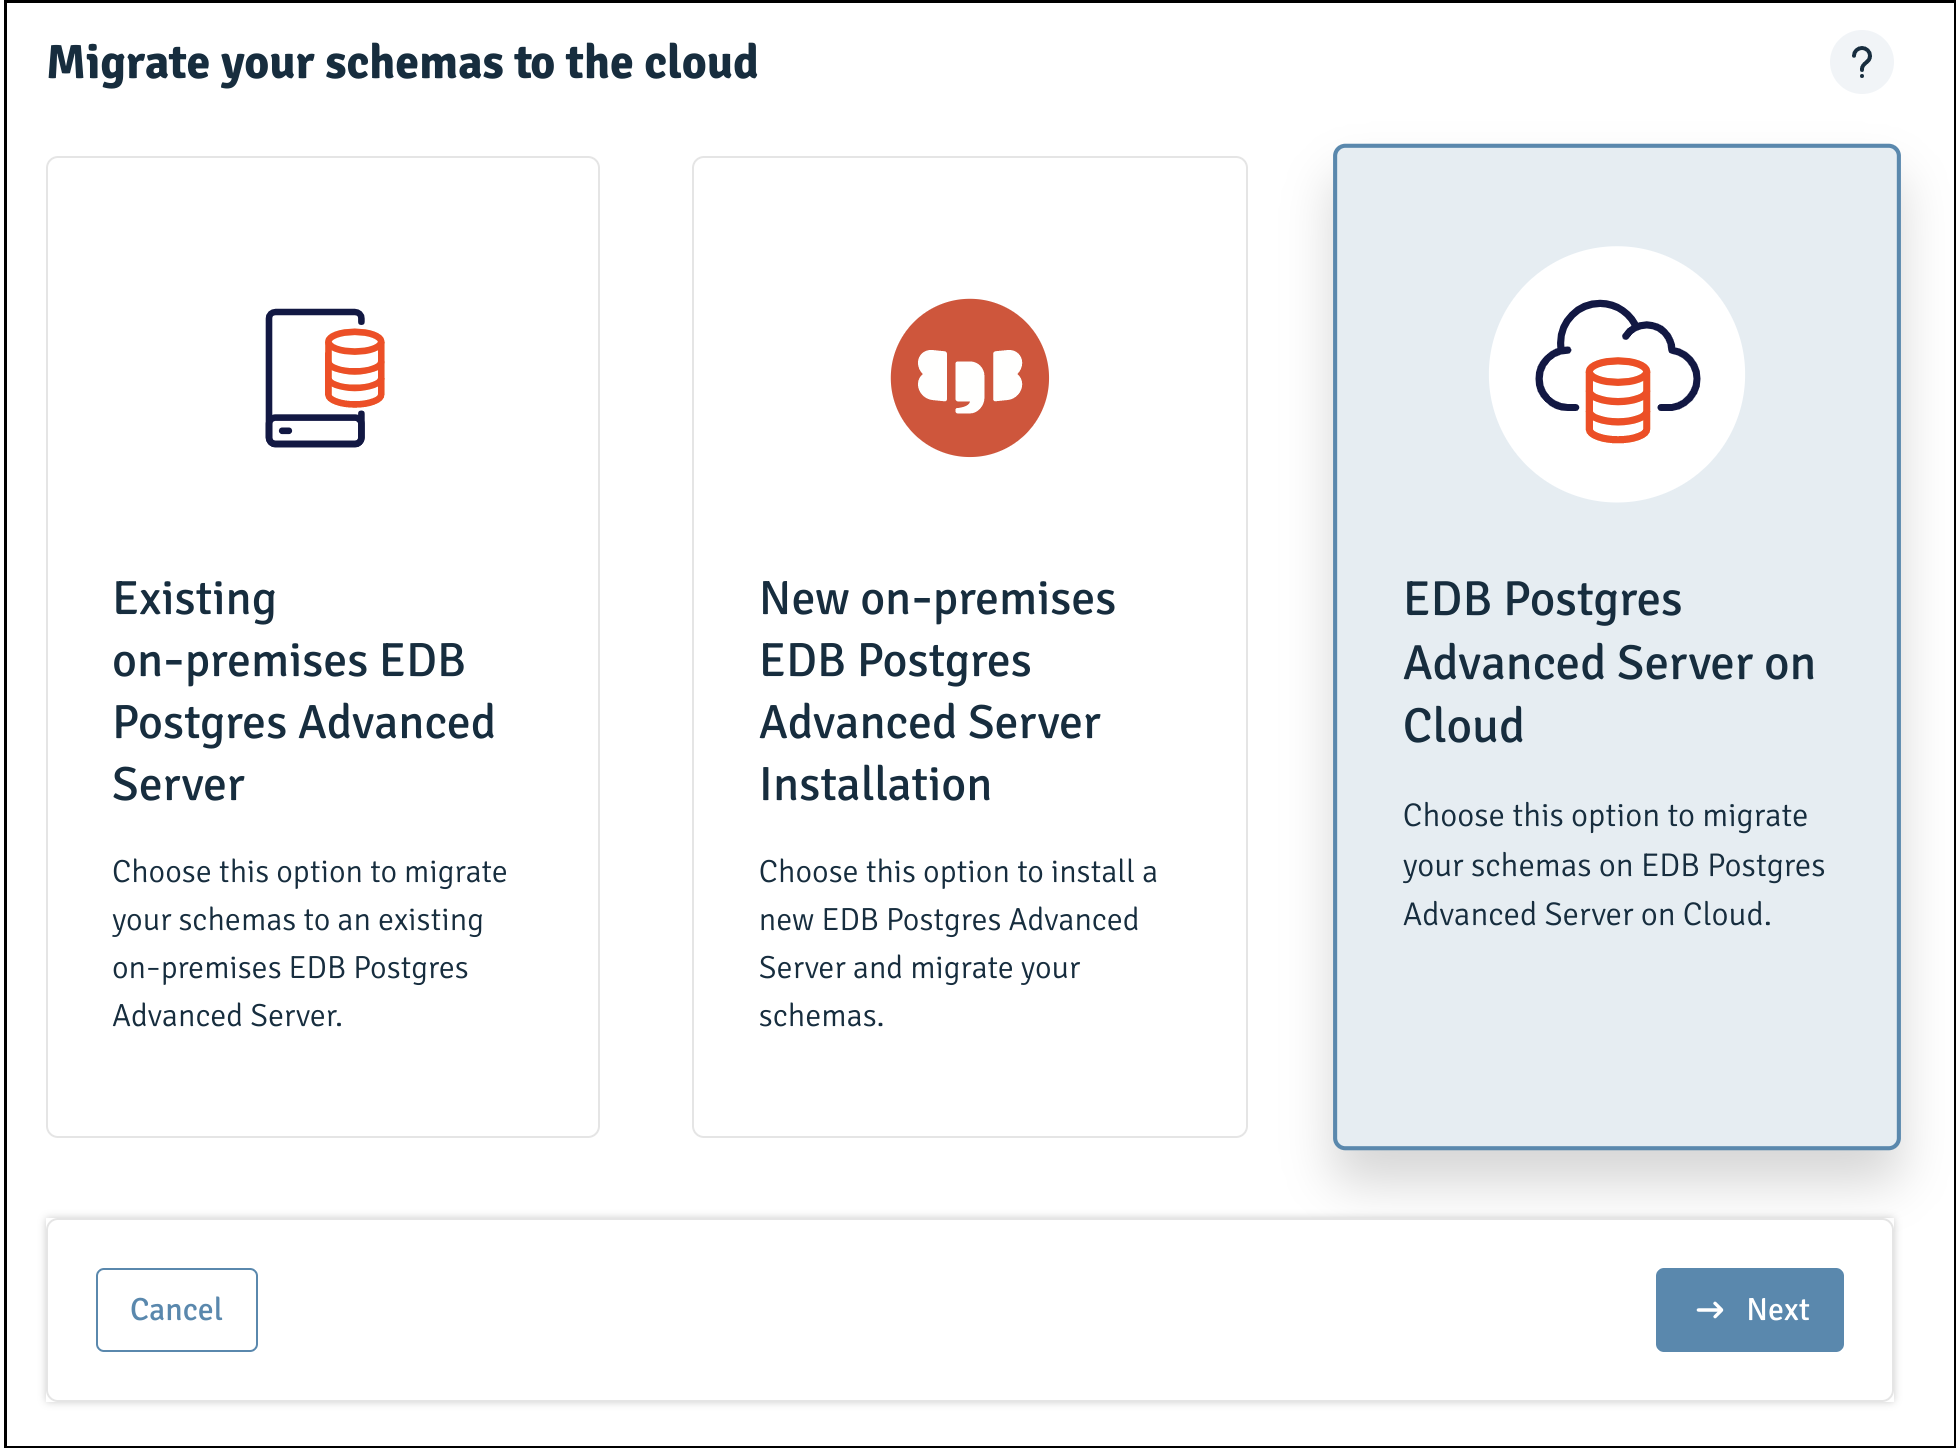 Migrate your schemas to the cloud
?
Existing
on-premises EDB
Postgres Advanced
Server
Choose this option to migrate
your schemas to an existing
on-premises EDB Postgres
Advanced Server.
New on-premises
EDB Postgres
Advanced Server
Installation
Choose this option to install a
new EDB Postgres Advanced
Server and migrate your
schemas.
EDB Postgres
Advanced Server on
Cloud
Choose this option to migrate
your schemas on EDB Postgres
Advanced Server on Cloud.
Cancel
→ Next